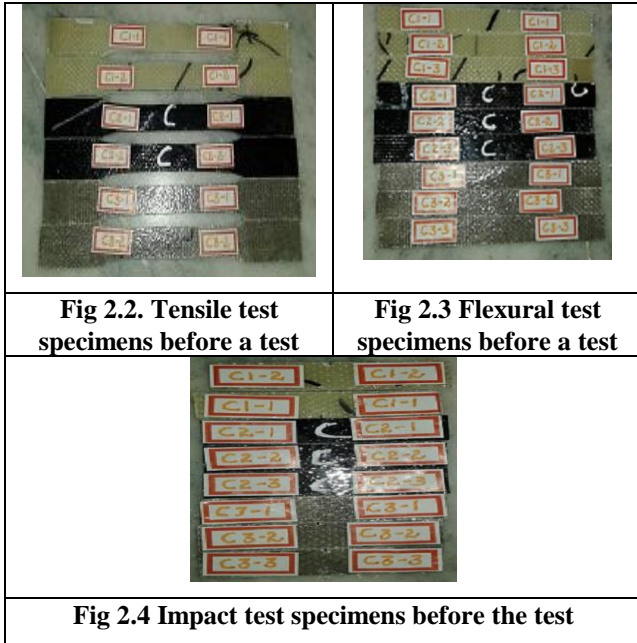 C1-1 C1-1
C1-2 C1-2
C2-1 C C2-1
C2-2 C C2-2
C3-1 C3-1
C3-2 C3-2
Fig 2.2. Tensile test
specimens before a test
C1-1 C1-1
C1-2 C1-2
C1-3 C1-3
C2-1 C C2-1 C
C2-2 C C2-2
C2-3 C C2-3
C3-1 C3-1
C3-2 C3-2
C3-3 C3-3
Fig 2.3 Flexural test
specimens before a test
C1-2 C1-2
C1-1 C1-1
C2-1 C C2-1
C2-2 C C2-2
C2-3 C C2-3
C3-1 C3-1
C3-2 C3-2
C3-3 C3-3
Fig 2.4 Impact test specimens before the test